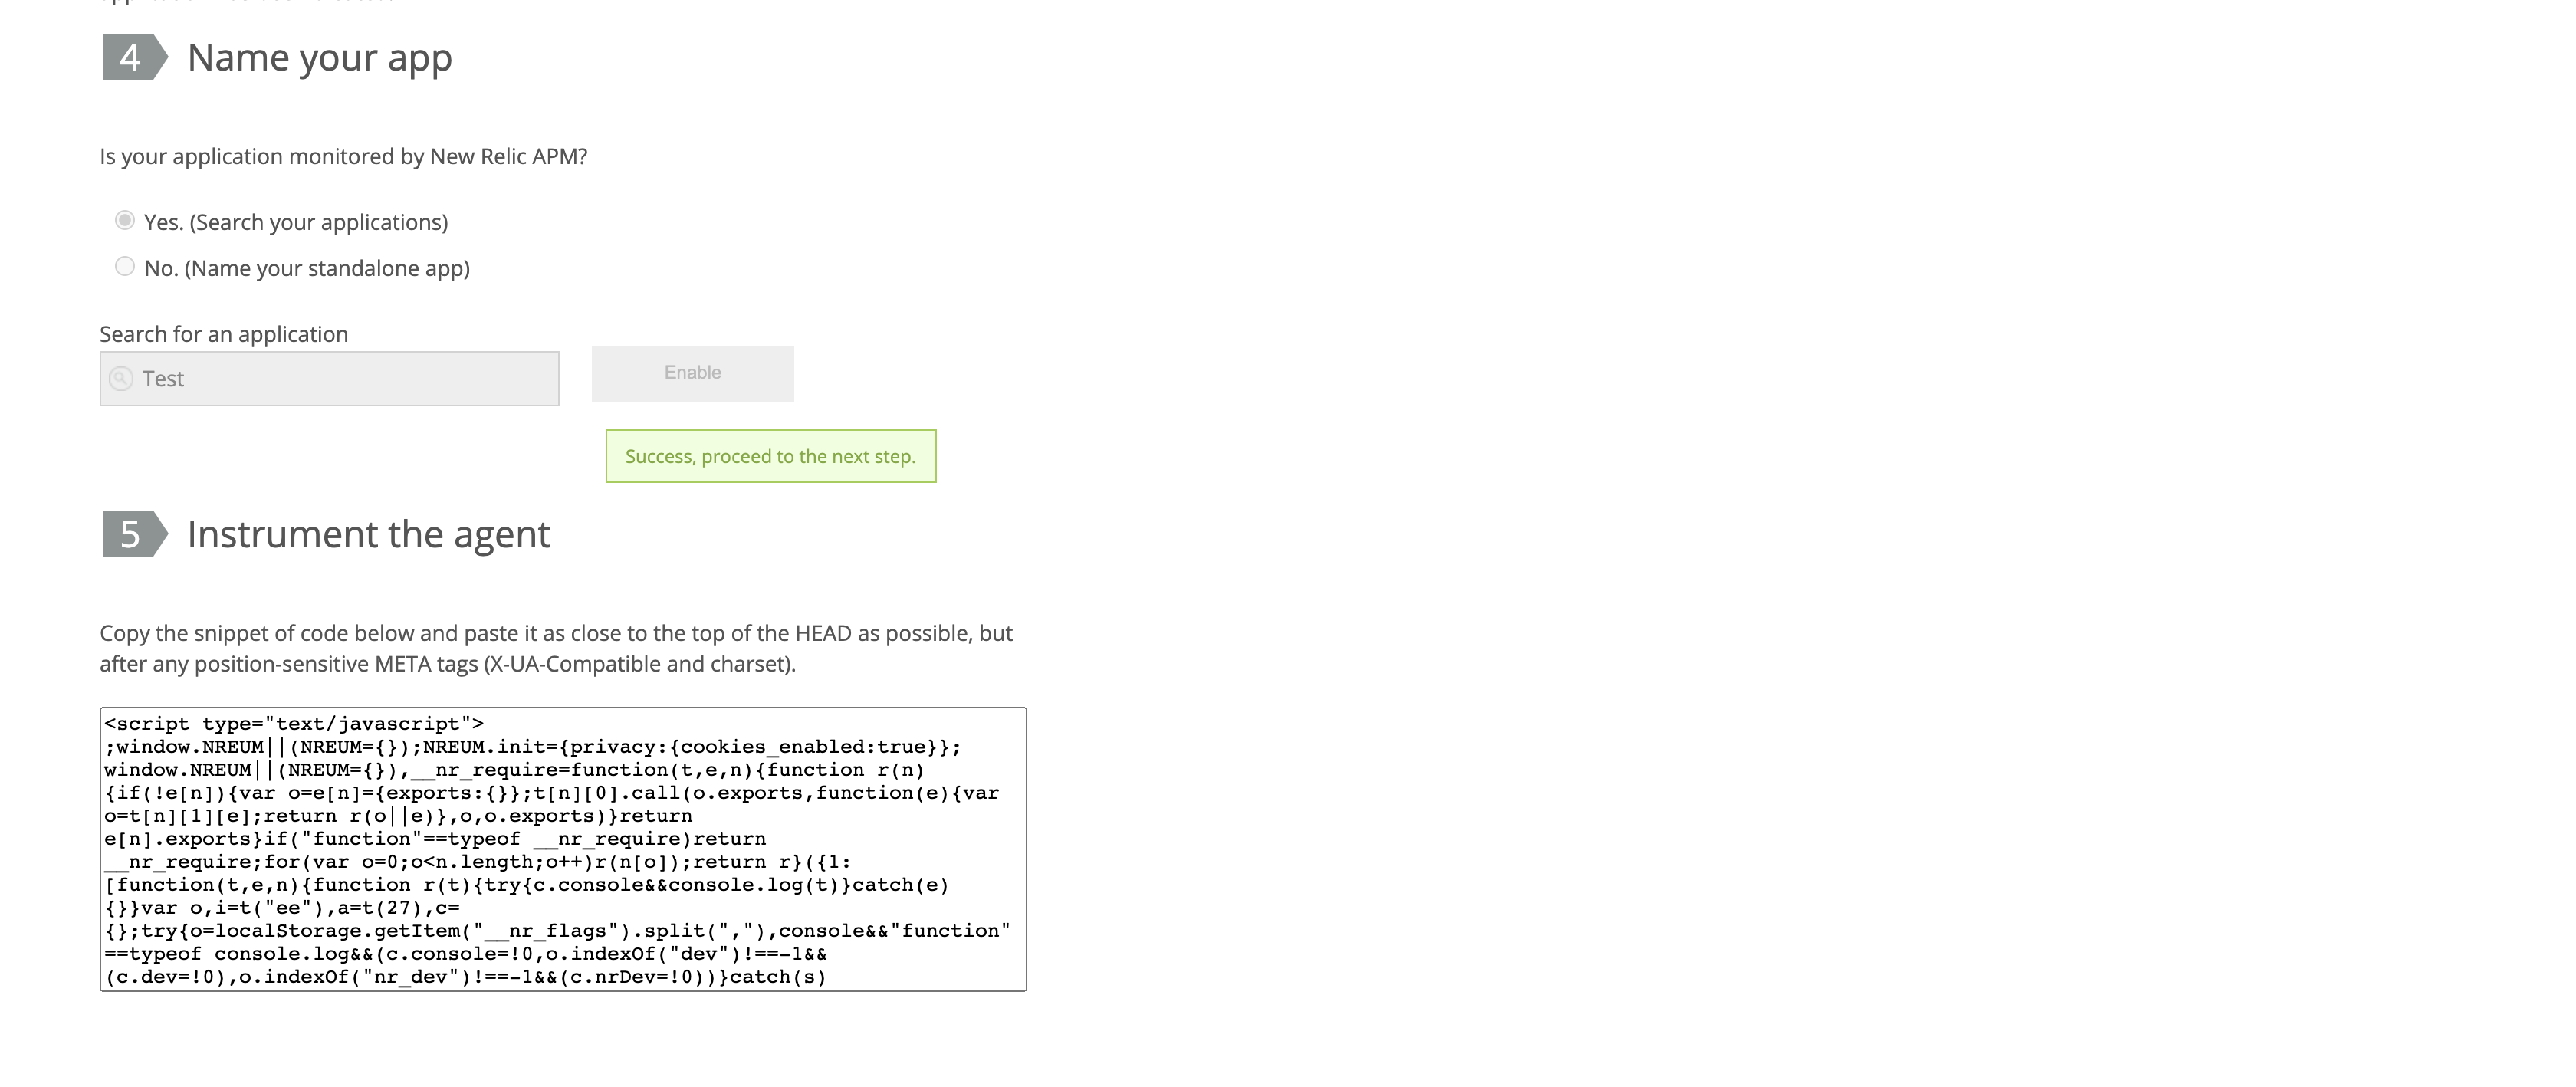 4 Name your app
Is your application monitored by New Relic APM?
Yes. (Search your applications)
No. (Name your standalone app)
Search for an application
Test
Enable
Success, proceed to the next step.
5 Instrument the agent
Copy the snippet of code below and paste it as close to the top of the HEAD as possible, but
after any position-sensitive META tags (X-UA-Compatible and charset).
<script type="text/javascript">
;window.NREUM||(NREUM={});NREUM.init={privacy:{cookies_enabled:true}};
window.NREUM||(NREUM={}),__nr_require=function(t,e,n){function r(n)
{if(!e[n]){var o=e[n]={exports:{}};t[n][0].call(o.exports,function(e){var
o=t[n][1][e];return r(o||e)},o,o.exports)}return
e[n].exports}if("function"==typeof __nr_require)return
__nr_require;for(var o=0;o<n.length;o++)r(n[o]);return r}({1:
[function(t,e,n){function r(t){try{c.console&&console.log(t)}catch(e)
{}}var o,i=t("ee"),a=t(27),c=
{};try{o=localStorage.getItem("__nr_flags").split(","),console&&"function"
==typeof console.log&&(c.console=!0,o.indexOf("dev")!==-1&&
(c.dev=!0),o.indexOf("nr_dev")!==-1&&(c.nrDev=!0))}catch(s)